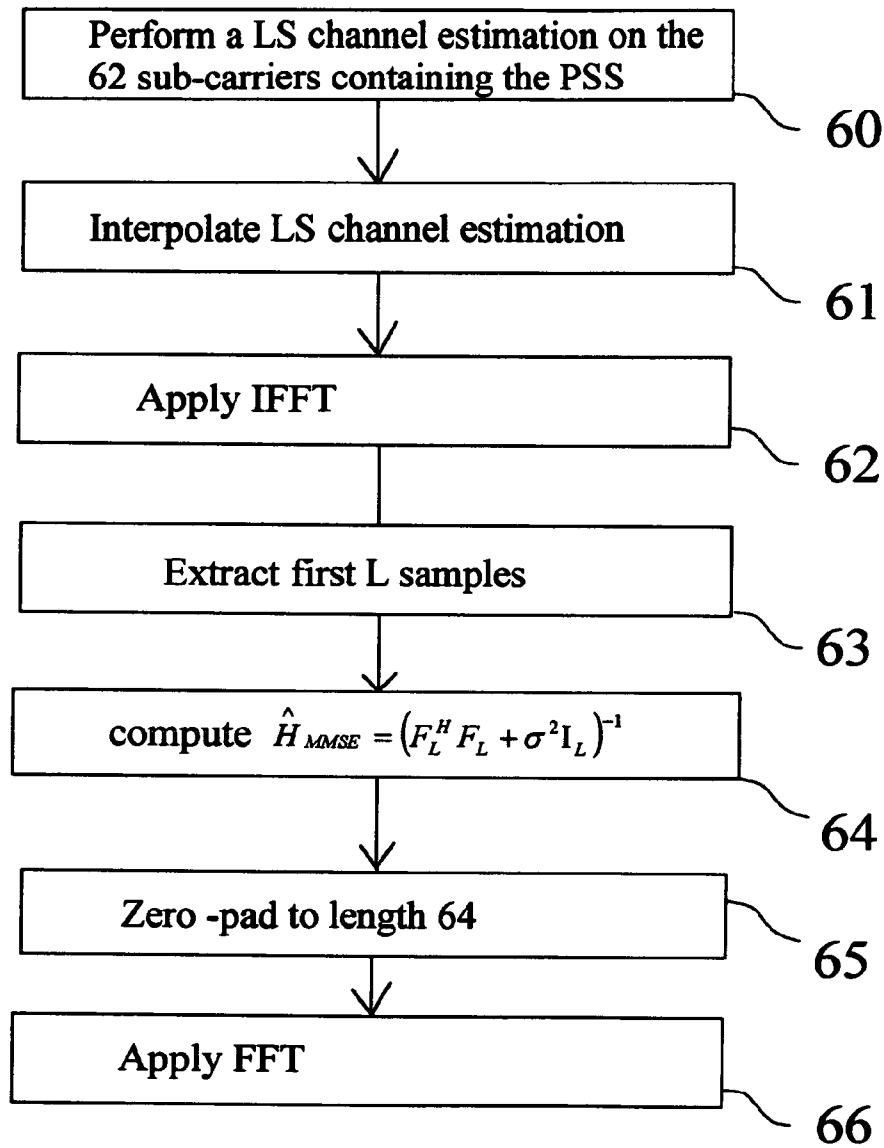 Perform a LS channel estimation on the
62 sub-carriers containing the PSS
60
Interpolate LS channel estimation
61
Apply IFFT
62
Extract first L samples
63
compute Ĥ_MMSE = (F_L^H F_L + σ² I_L)^-1
64
Zero -pad to length 64
65
Apply FFT
66